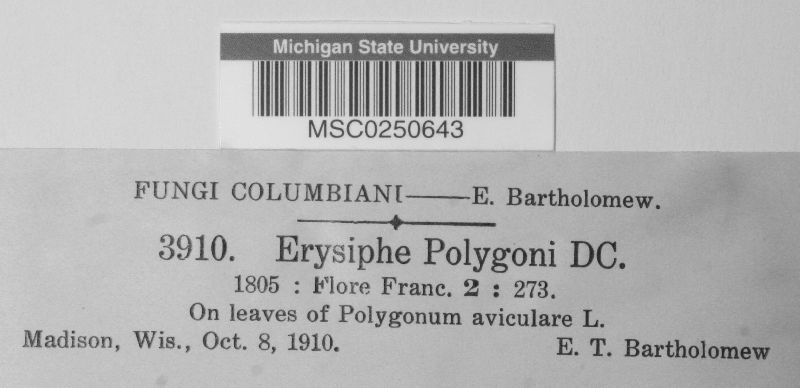 Michigan State University
MSC0250643
FUNGI COLUMBIANI——E. Bartholomew.
3910. Erysiphe Polygoni DC.
1805 : Flore Franc. 2 : 273.
On leaves of Polygonum aviculare L.
Madison, Wis., Oct. 8, 1910. E. T. Bartholomew